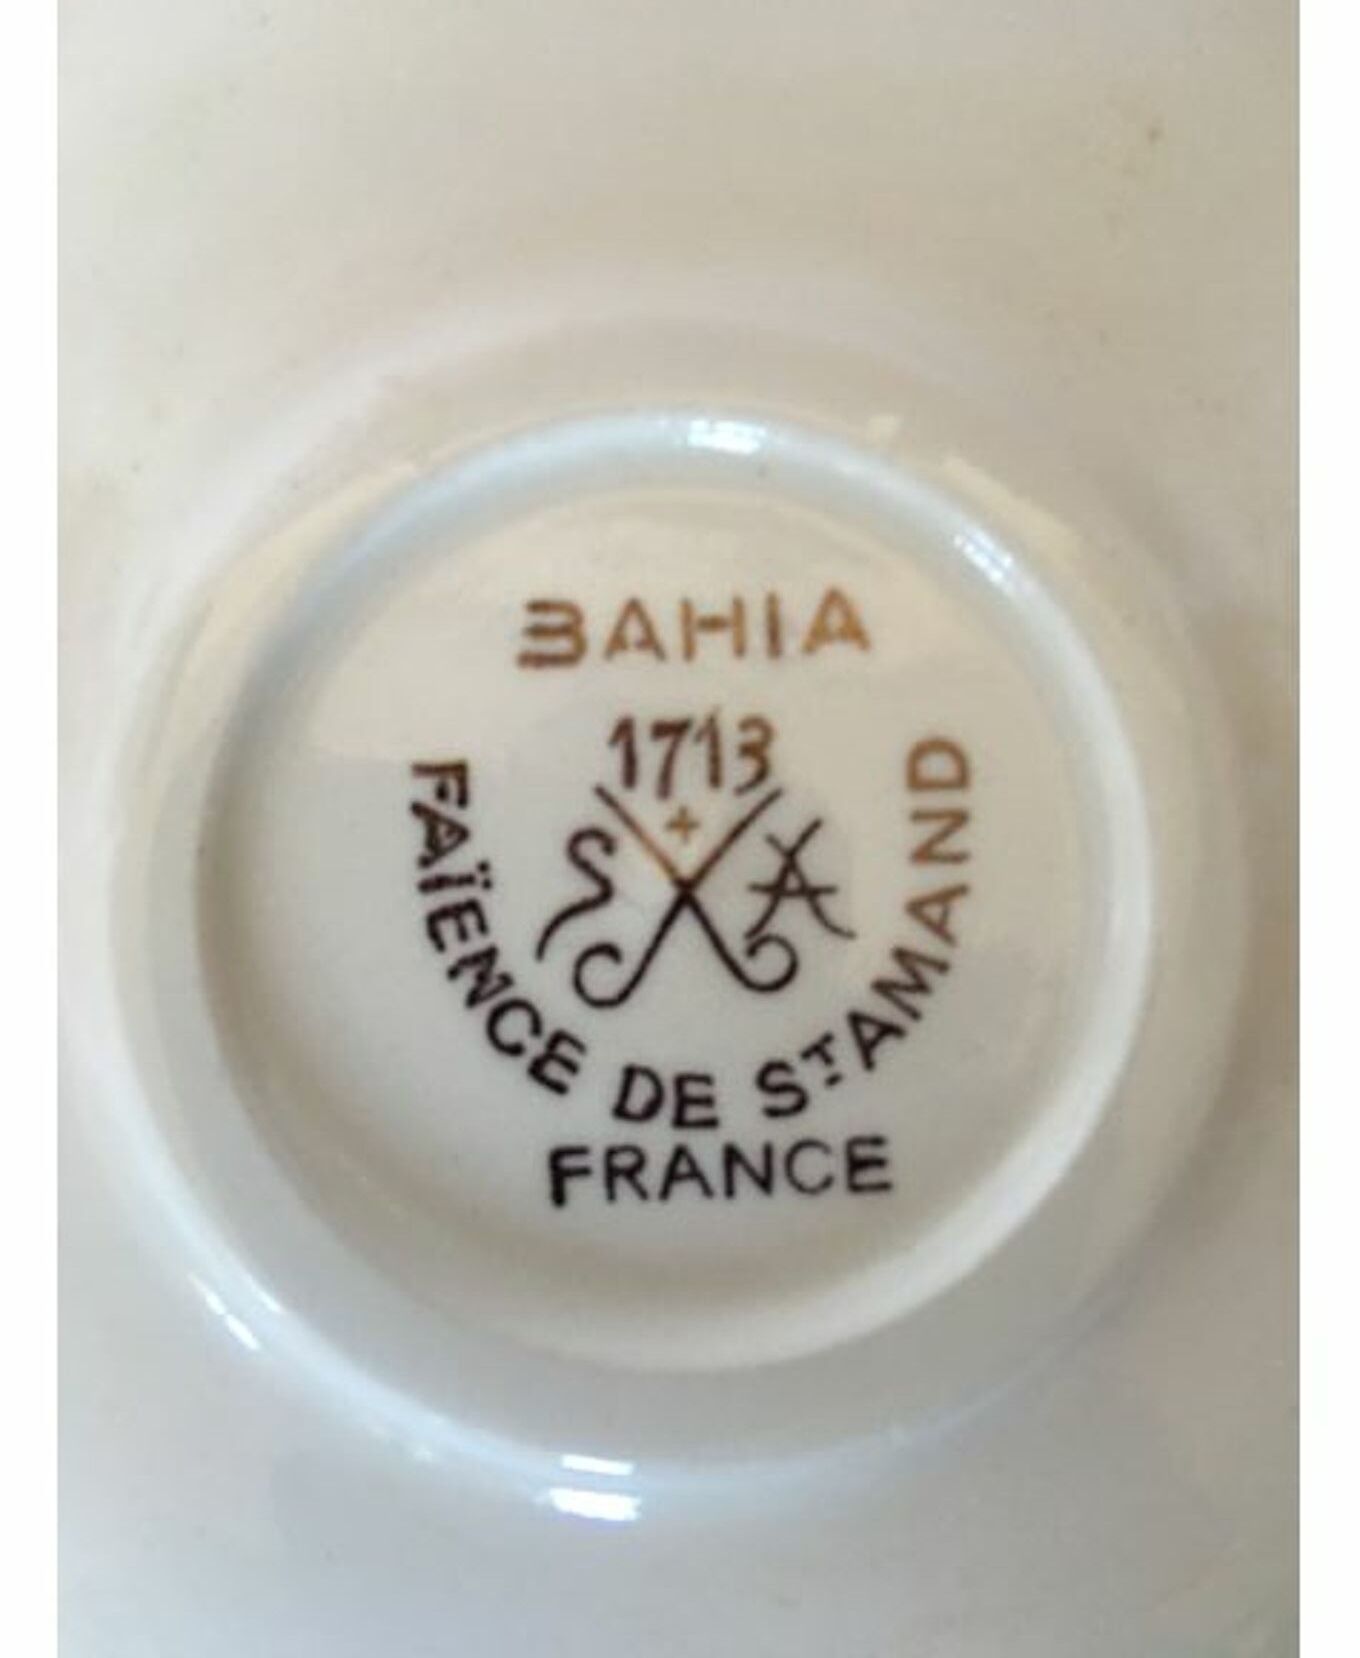 BAHIA
1713
S A
FAÏENCE DE ST AMAND
FRANCE